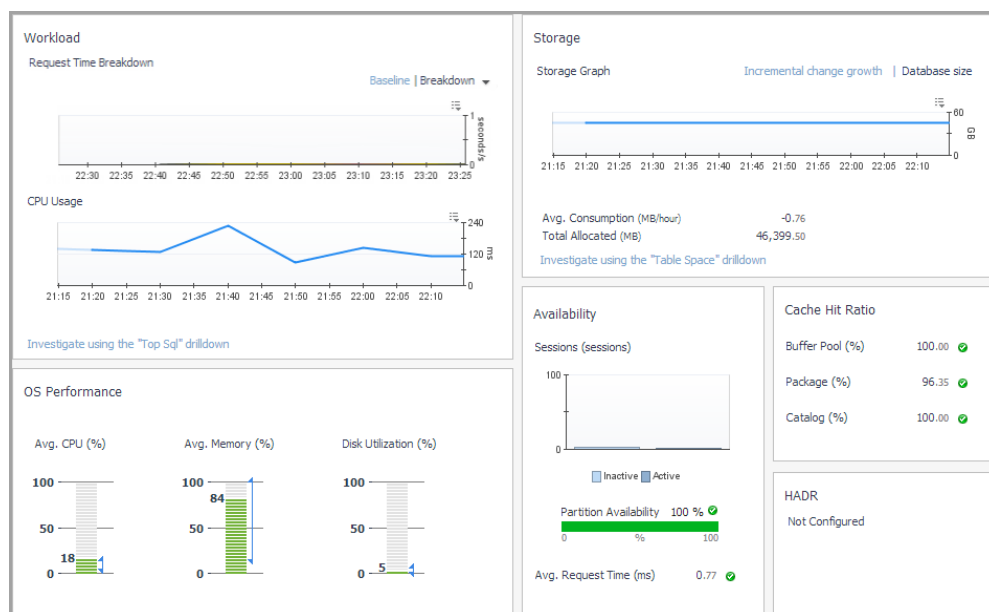 Workload
Request Time Breakdown
Baseline | Breakdown
1
seconds/s
0
22:30 22:35 22:40 22:45 22:50 22:55 23:00 23:05 23:10 23:15 23:20 23:25
CPU Usage
240
120
ms
0
21:15 21:20 21:25 21:30 21:35 21:40 21:45 21:50 21:55 22:00 22:05 22:10
Investigate using the "Top Sql" drilldown
Storage
Storage Graph Incremental change growth | Database size
60
GB
0
21:15 21:20 21:25 21:30 21:35 21:40 21:45 21:50 21:55 22:00 22:05 22:10
Avg. Consumption (MB/hour) -0.76
Total Allocated (MB) 46,399.50
Investigate using the "Table Space" drilldown
OS Performance
Avg. CPU (%) Avg. Memory (%) Disk Utilization (%)
100 100 100
84
50 50 50
18 5
0 0 0
Availability
Sessions (sessions)
100
0
Inactive Active
Partition Availability 100 %
0 % 100
Avg. Request Time (ms) 0.77
Cache Hit Ratio
Buffer Pool (%) 100.00
Package (%) 96.35
Catalog (%) 100.00
HADR
Not Configured